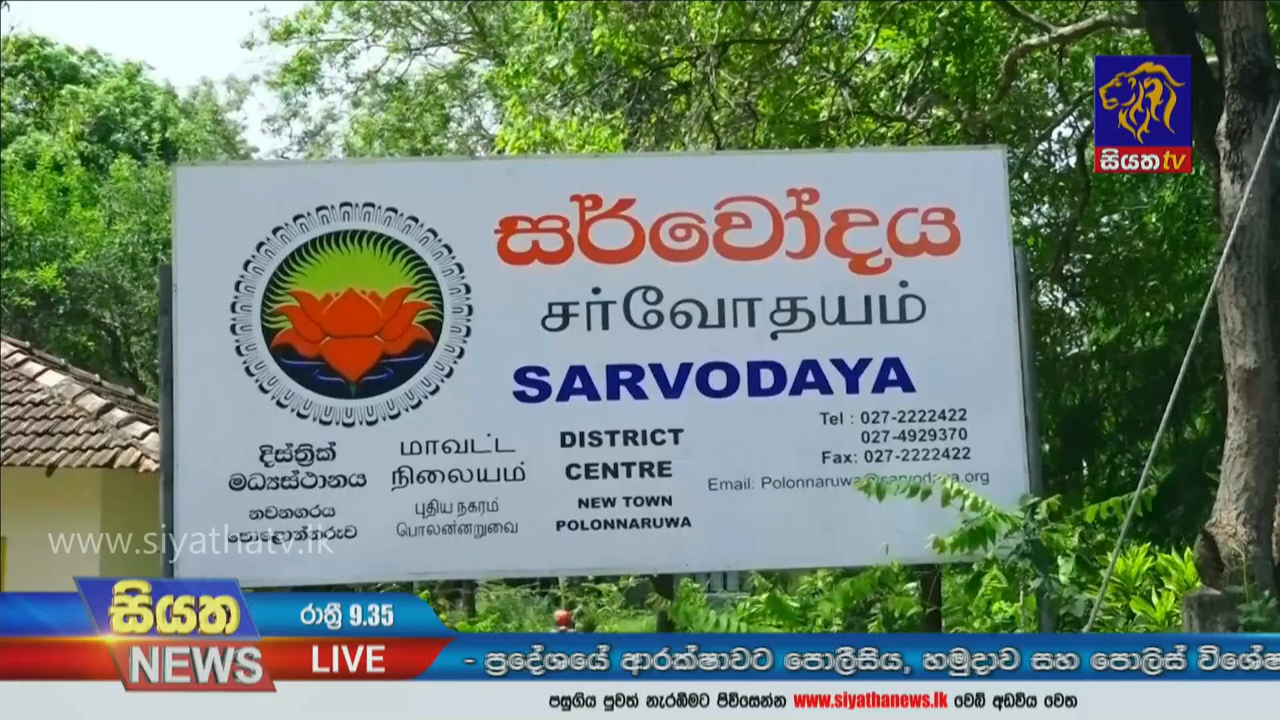 සියත tv
සර්වෝදය
சர்வோதயம்
SARVODAYA
දිස්ත්‍රික්
මධ්‍යස්ථානය
නවනගරය
පොළොන්නරුව
மாவட்ட
நிலையம்
புதிய நகரம்
பொலன்னறுவை
DISTRICT
CENTRE
NEW TOWN
POLONNARUWA
Tel : 027-2222422
027-4929370
Fax: 027-2222422
Email: Polonnaruwa@sarvodaya.org
www.siyathatv.lk
සියත
NEWS
රාත්‍රී 9.35
LIVE
- ප්‍රදේශයේ ආරක්ෂාවට පොලීසිය, හමුදාව සහ පොලිස් විශේෂ
පසුගිය පුවත් නැරඹීමට පිවිසෙන්න www.siyathanews.lk වෙබ් අඩවිය වෙත